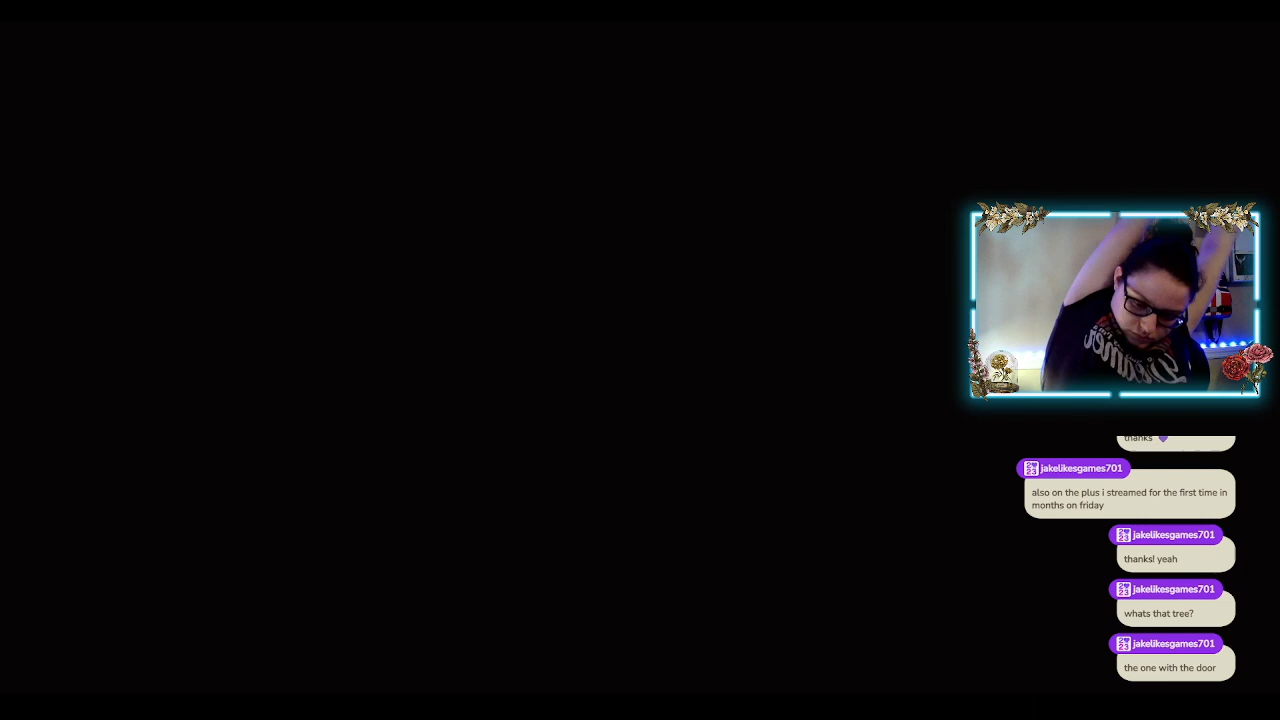 thanks 💜
jakelikesgames701
also on the plus i streamed for the first time in
months on friday
jakelikesgames701
thanks! yeah
jakelikesgames701
whats that tree?
jakelikesgames701
the one with the door